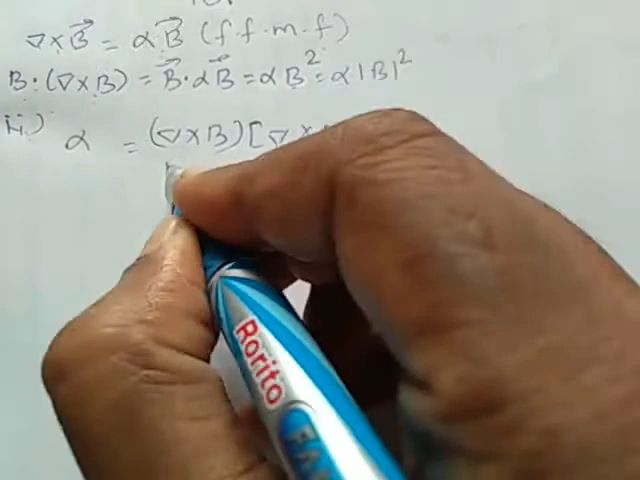 ∇×B⃗ = αB⃗ (f.f.m.f)
B·(∇×B) = B⃗·αB⃗ = αB² = α|B|²
ii.) α = (∇×B)[∇×
Rorito